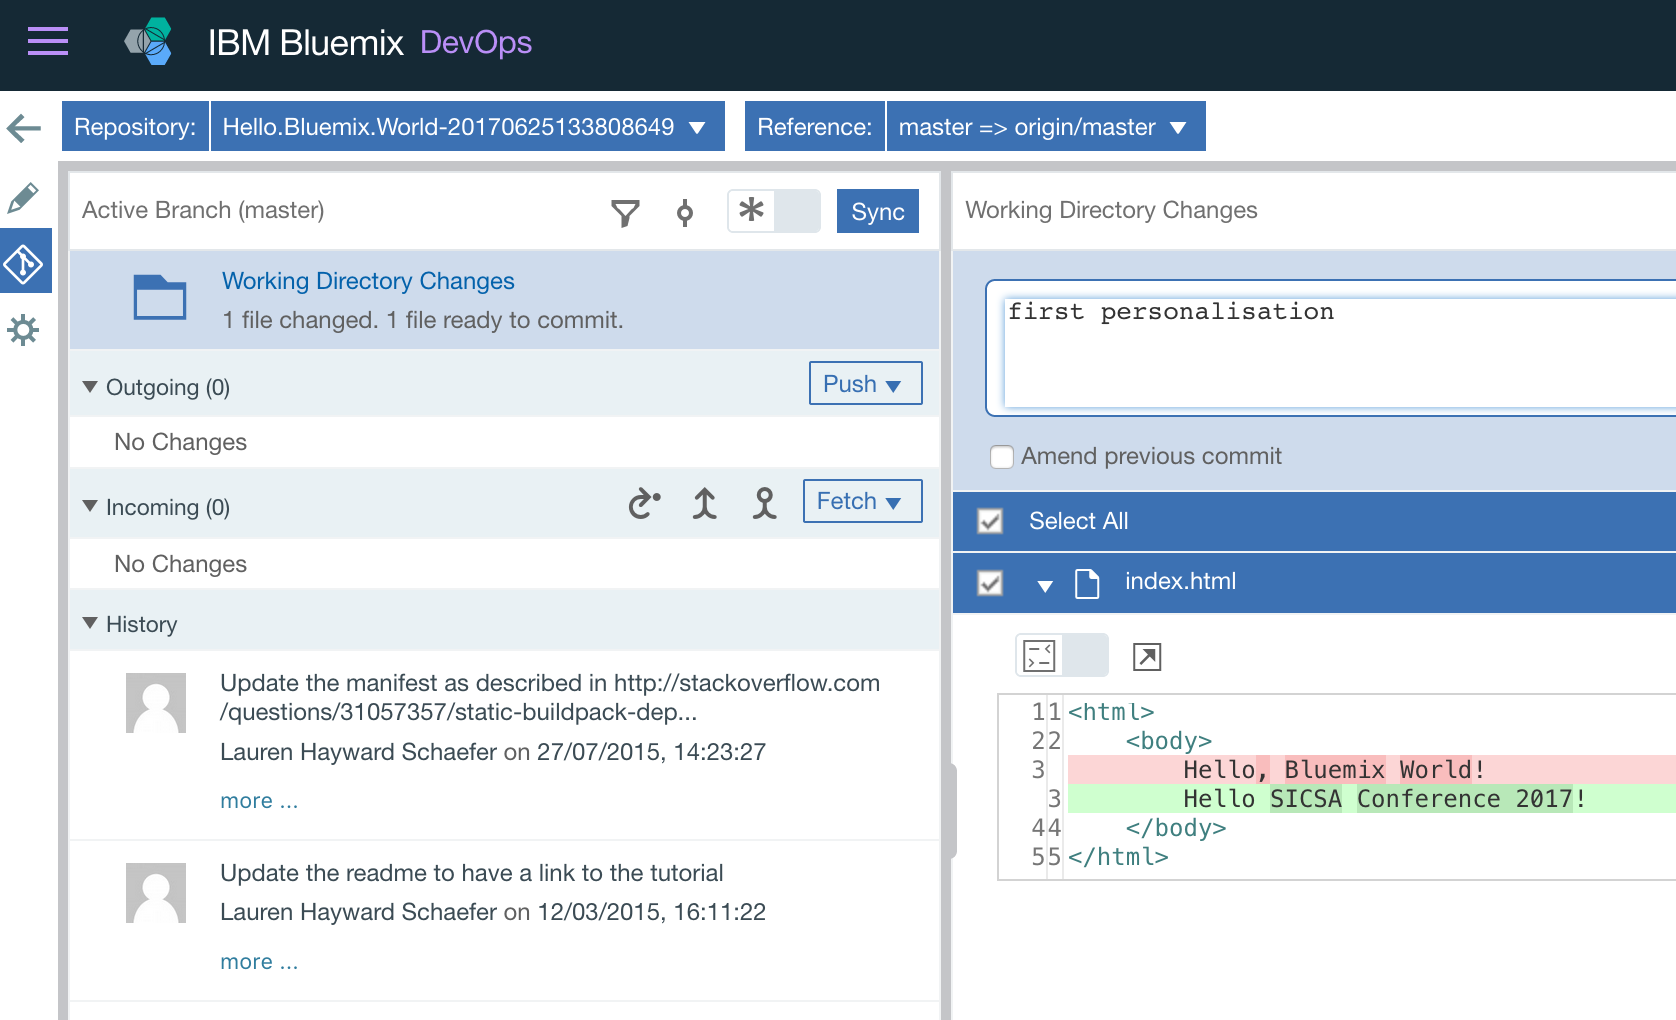 IBM Bluemix DevOps
Repository: Hello.Bluemix.World-20170625133808649 Reference: master => origin/master
Active Branch (master) Sync
Working Directory Changes
1 file changed. 1 file ready to commit.
Outgoing (0) Push
No Changes
Incoming (0) Fetch
No Changes
History
Update the manifest as described in http://stackoverflow.com
/questions/31057357/static-buildpack-dep...
Lauren Hayward Schaefer on 27/07/2015, 14:23:27
more ...
Update the readme to have a link to the tutorial
Lauren Hayward Schaefer on 12/03/2015, 16:11:22
more ...
Working Directory Changes
first personalisation
Amend previous commit
Select All
index.html
1 1 <html>
2 2 <body>
3 Hello, Bluemix World!
3 Hello SICSA Conference 2017!
4 4 </body>
5 5 </html>